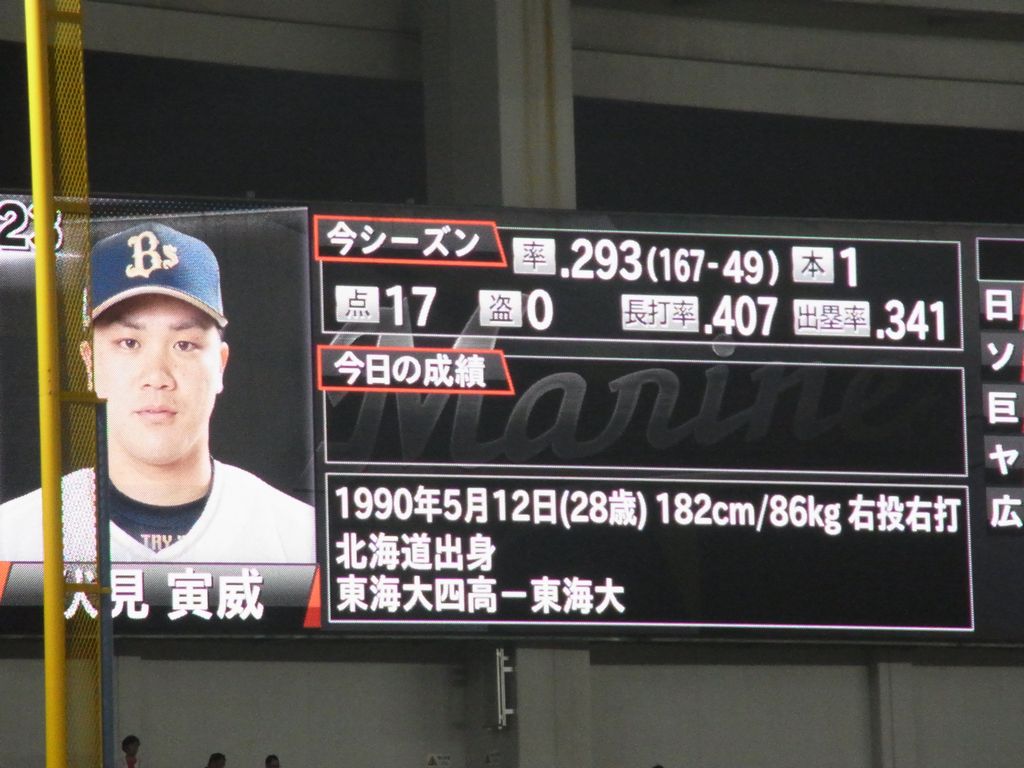 23
Bs
今シーズン 率 .293(167-49) 本 1
点 17 盗 0 長打率 .407 出塁率 .341
今日の成績
Marine
1990年5月12日(28歳) 182cm/86kg 右投右打
北海道出身
東海大四高－東海大
TRY
伏見 寅威
日
ソ
巨
ヤ
広